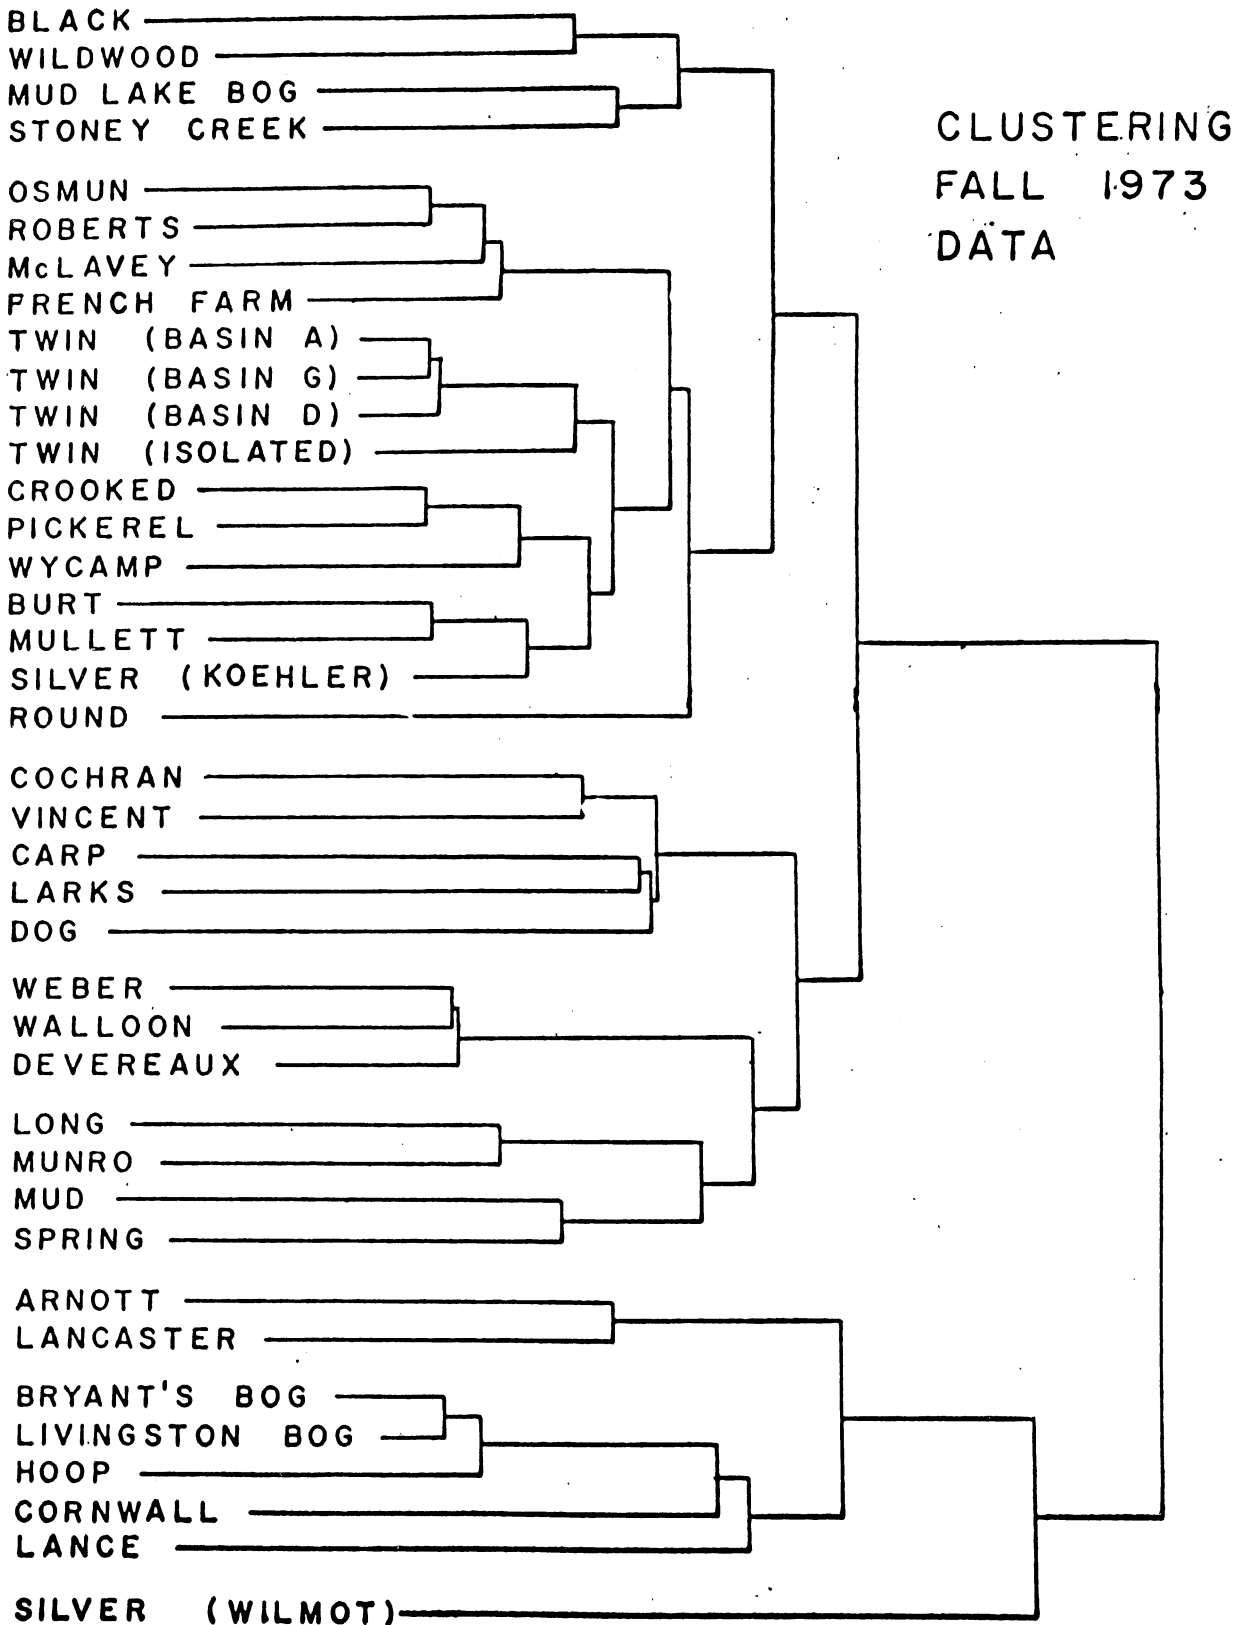 BLACK
WILDWOOD
MUD LAKE BOG
STONEY CREEK
CLUSTERING
FALL 1973
DATA
OSMUN
ROBERTS
McLAVEY
FRENCH FARM
TWIN (BASIN A)
TWIN (BASIN G)
TWIN (BASIN D)
TWIN (ISOLATED)
CROOKED
PICKEREL
WYCAMP
BURT
MULLETT
SILVER (KOEHLER)
ROUND
COCHRAN
VINCENT
CARP
LARKS
DOG
WEBER
WALLOON
DEVEREAUX
LONG
MUNRO
MUD
SPRING
ARNOTT
LANCASTER
BRYANT'S BOG
LIVINGSTON BOG
HOOP
CORNWALL
LANCE
SILVER (WILMOT)